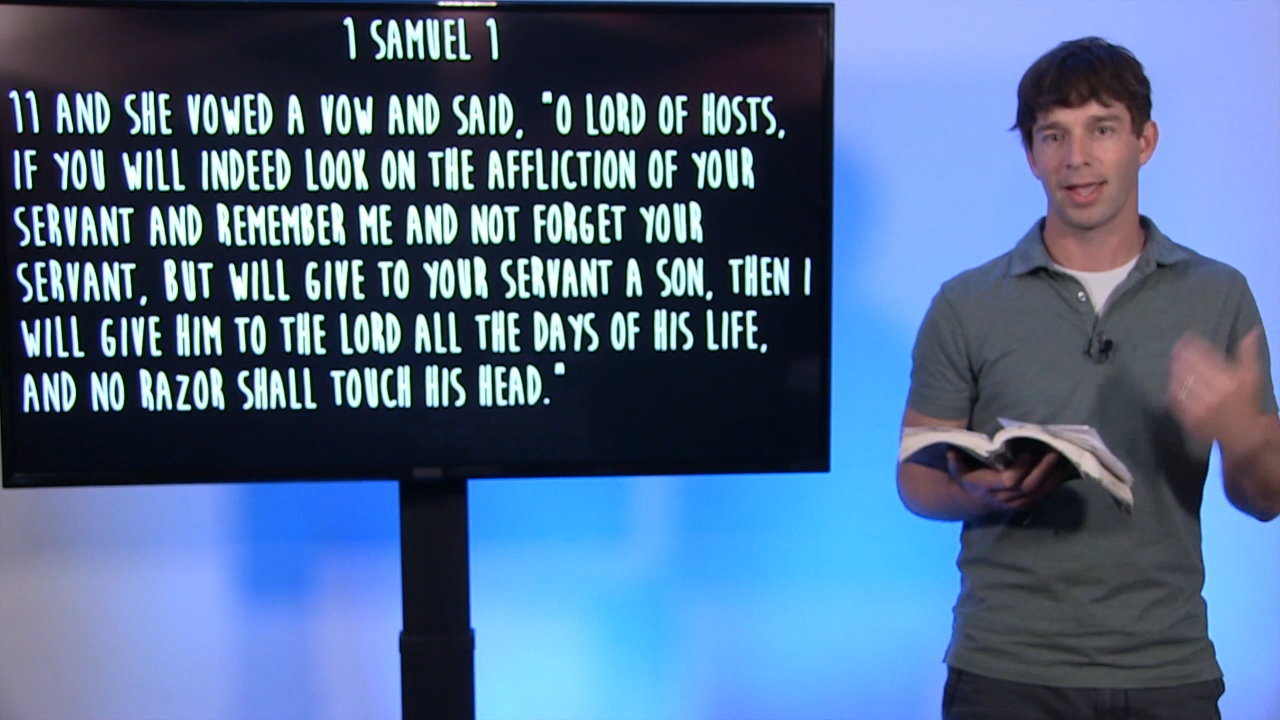 1 SAMUEL 1
11 AND SHE VOWED A VOW AND SAID, "O LORD OF HOSTS,
IF YOU WILL INDEED LOOK ON THE AFFLICTION OF YOUR
SERVANT AND REMEMBER ME AND NOT FORGET YOUR
SERVANT, BUT WILL GIVE TO YOUR SERVANT A SON, THEN I
WILL GIVE HIM TO THE LORD ALL THE DAYS OF HIS LIFE,
AND NO RAZOR SHALL TOUCH HIS HEAD."